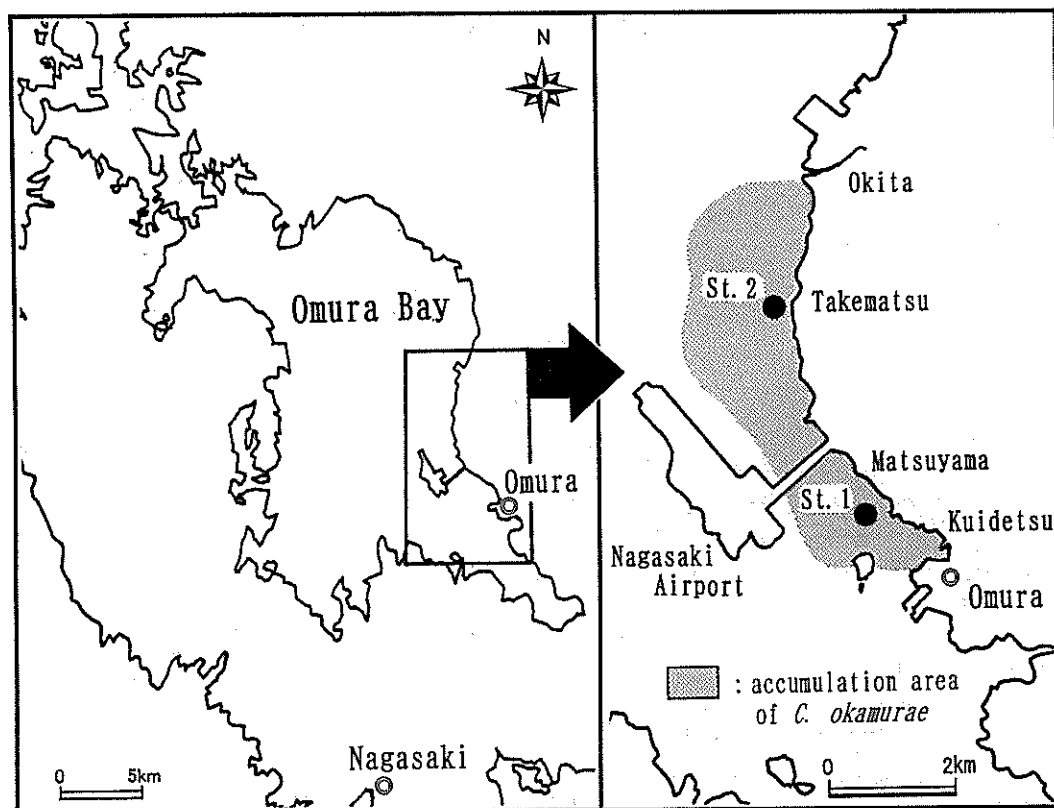 N
Omura Bay
Omura
Nagasaki
0 5km
Okita
St. 2
Takematsu
Matsuyama
St. 1
Kuidetsu
Nagasaki
Airport
Omura
: accumulation area
of C. okamurae
0 2km